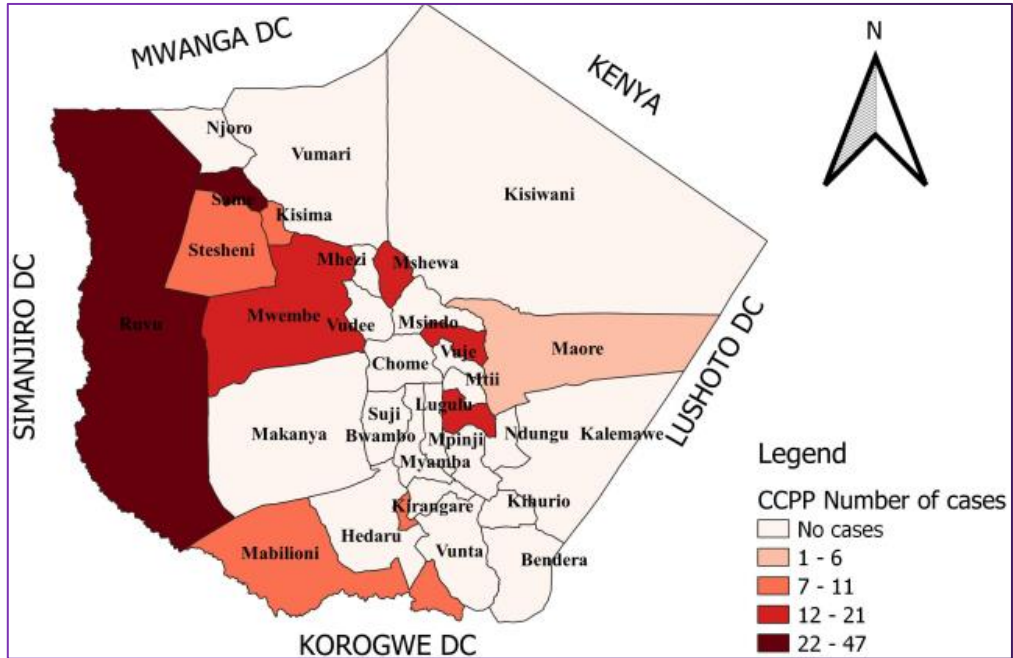 MWANGA DC
KENYA
N
Njoro
Vumari
Kisiwani
Same
Kisima
Stesheni
Mhezi
Mshewa
SIMANJIRO DC
Ruvu
Mwembe
Vudee
Msindo
Vuje
Maore
LUSHOTO DC
Chome
Mtii
Suji
Lugulu
Makanya
Bwambo
Mpinji
Ndungu
Kalemawe
Myamba
Legend
CCPP Number of cases
Kirangare
Kihurio
No cases
Hedaru
Vunta
Bendera
1 - 6
Mabilioni
7 - 11
12 - 21
KOROGWE DC
22 - 47